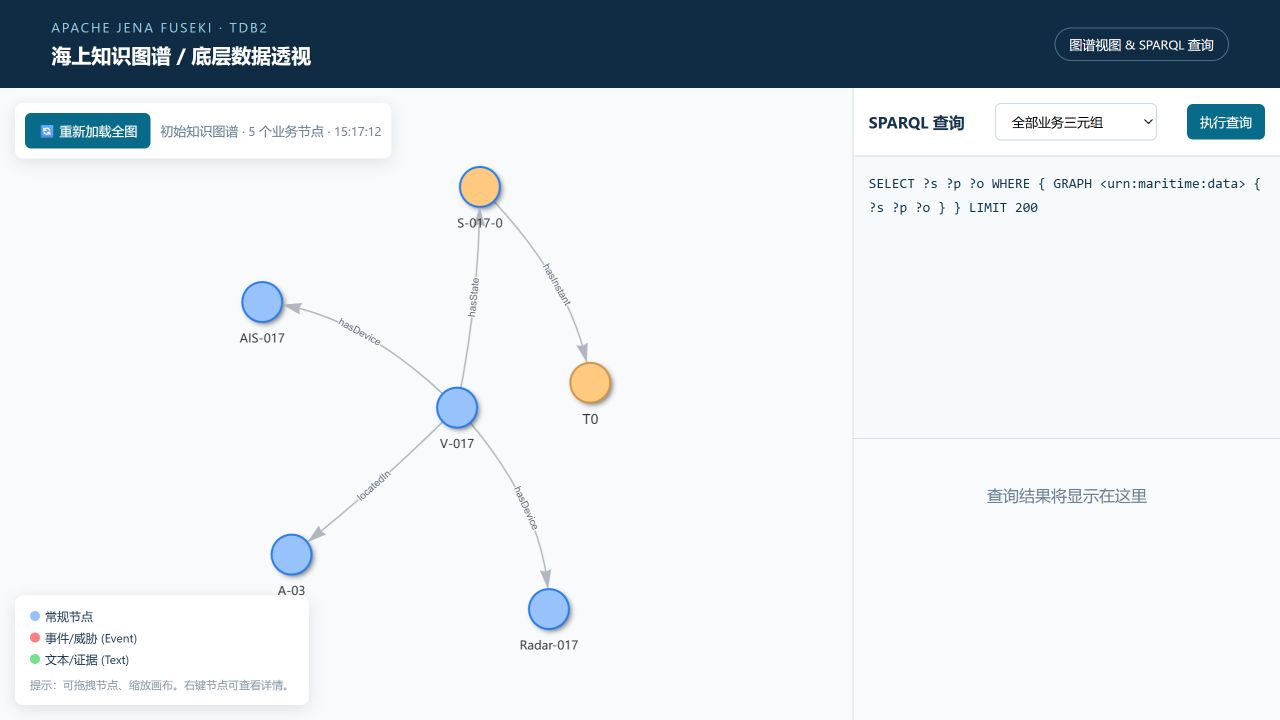 APACHE JENA FUSEKI · TDB2
海上知识图谱 / 底层数据透视
图谱视图 & SPARQL 查询
重新加载全图
初始知识图谱 · 5 个业务节点 · 15:17:12
S-017-0
hasInstant
hasState
AIS-017
hasDevice
T0
V-017
locatedIn
hasDevice
A-03
Radar-017
常规节点
事件/威胁 (Event)
文本/证据 (Text)
提示：可拖拽节点、缩放画布。右键节点可查看详情。
SPARQL 查询
全部业务三元组
执行查询
SELECT ?s ?p ?o WHERE { GRAPH <urn:maritime:data> {
?s ?p ?o } } LIMIT 200
查询结果将显示在这里